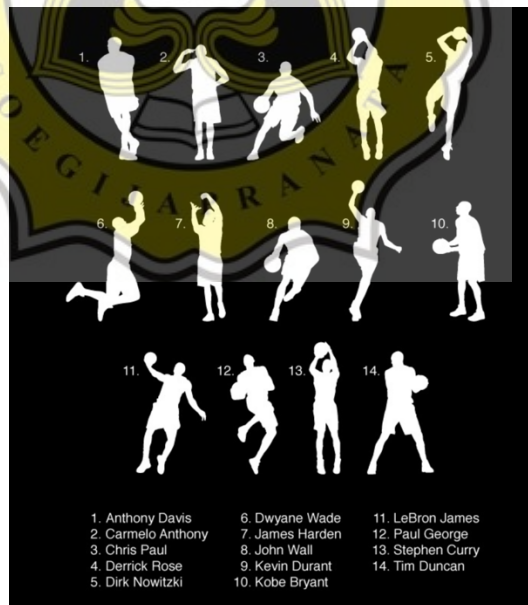 1.
2.
3.
4.
5.
OEGIJAPRANATA
6.
7.
8.
9.
10.
11.
12.
13.
14.
1. Anthony Davis
2. Carmelo Anthony
3. Chris Paul
4. Derrick Rose
5. Dirk Nowitzki
6. Dwyane Wade
7. James Harden
8. John Wall
9. Kevin Durant
10. Kobe Bryant
11. LeBron James
12. Paul George
13. Stephen Curry
14. Tim Duncan